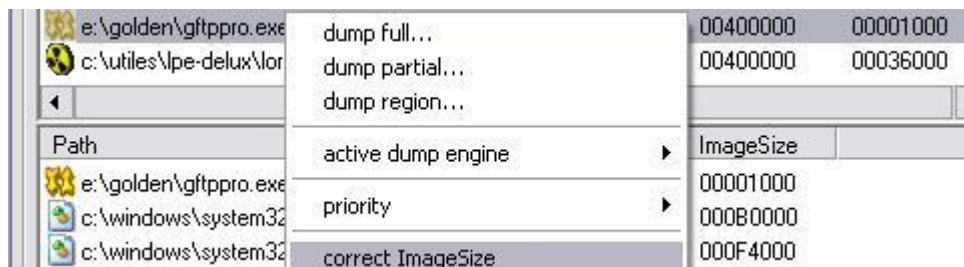 e:\golden\gftppro.exe 00400000 00001000
c:\utiles\lpe-delux\lor 00400000 00036000
dump full...
dump partial...
dump region...
active dump engine
priority
correct ImageSize
Path ImageSize
e:\golden\gftppro.exe 00001000
c:\windows\system32 000B0000
c:\windows\system32 000F4000